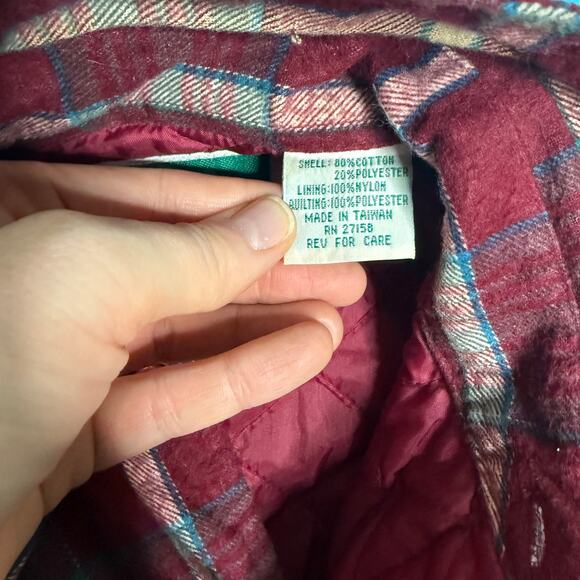 SHELL: 80%COTTON
20%POLYESTER
LINING:100%NYLON
QUILTING:100%POLYESTER
MADE IN TAIWAN
RN 27158
REV FOR CARE